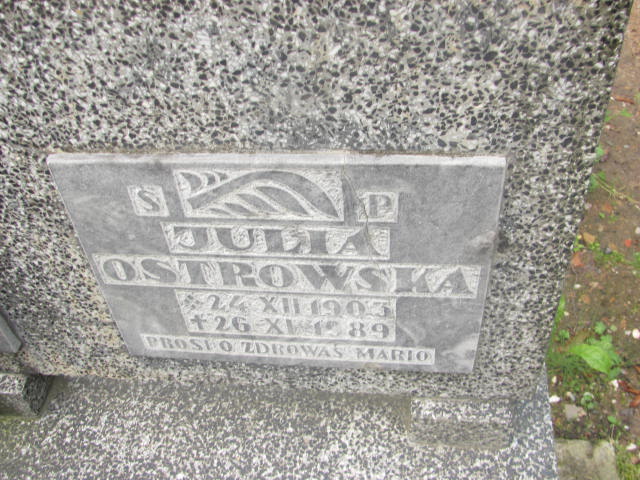 Ś P
JULIA
OSTROWSKA
* 24 XII 1903
+ 26 XI 1989
PROSI O ZDROWAŚ MARIO